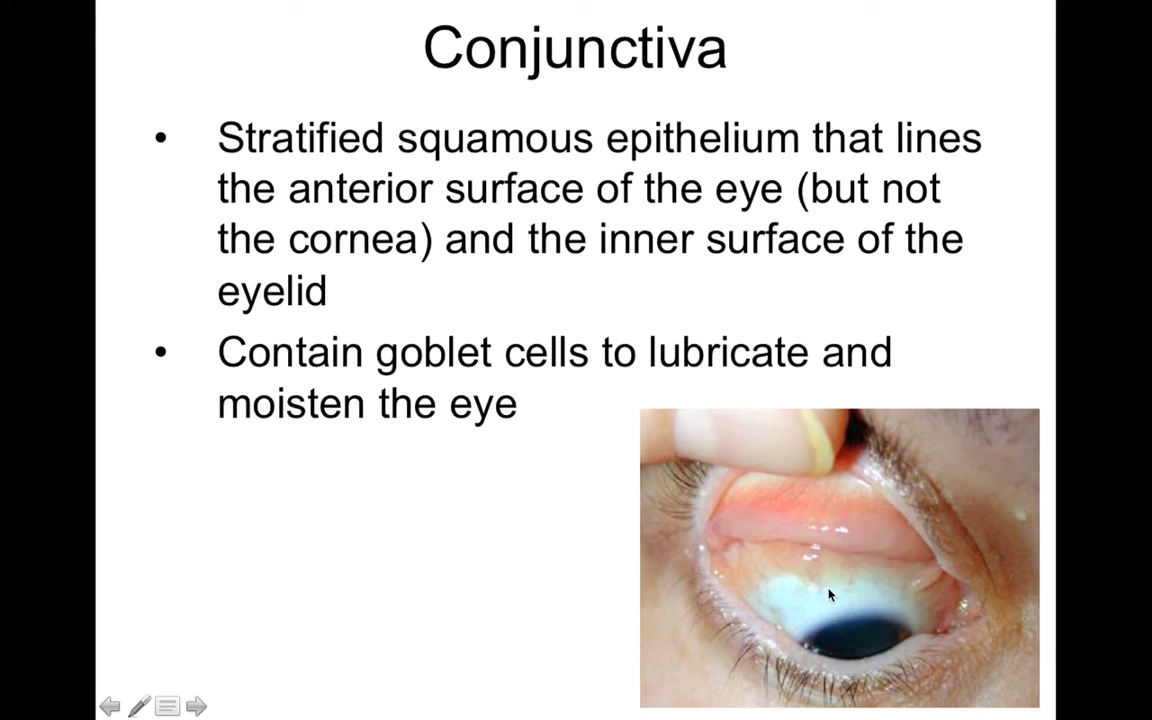 Conjunctiva
• Stratified squamous epithelium that lines
the anterior surface of the eye (but not
the cornea) and the inner surface of the
eyelid
• Contain goblet cells to lubricate and
moisten the eye